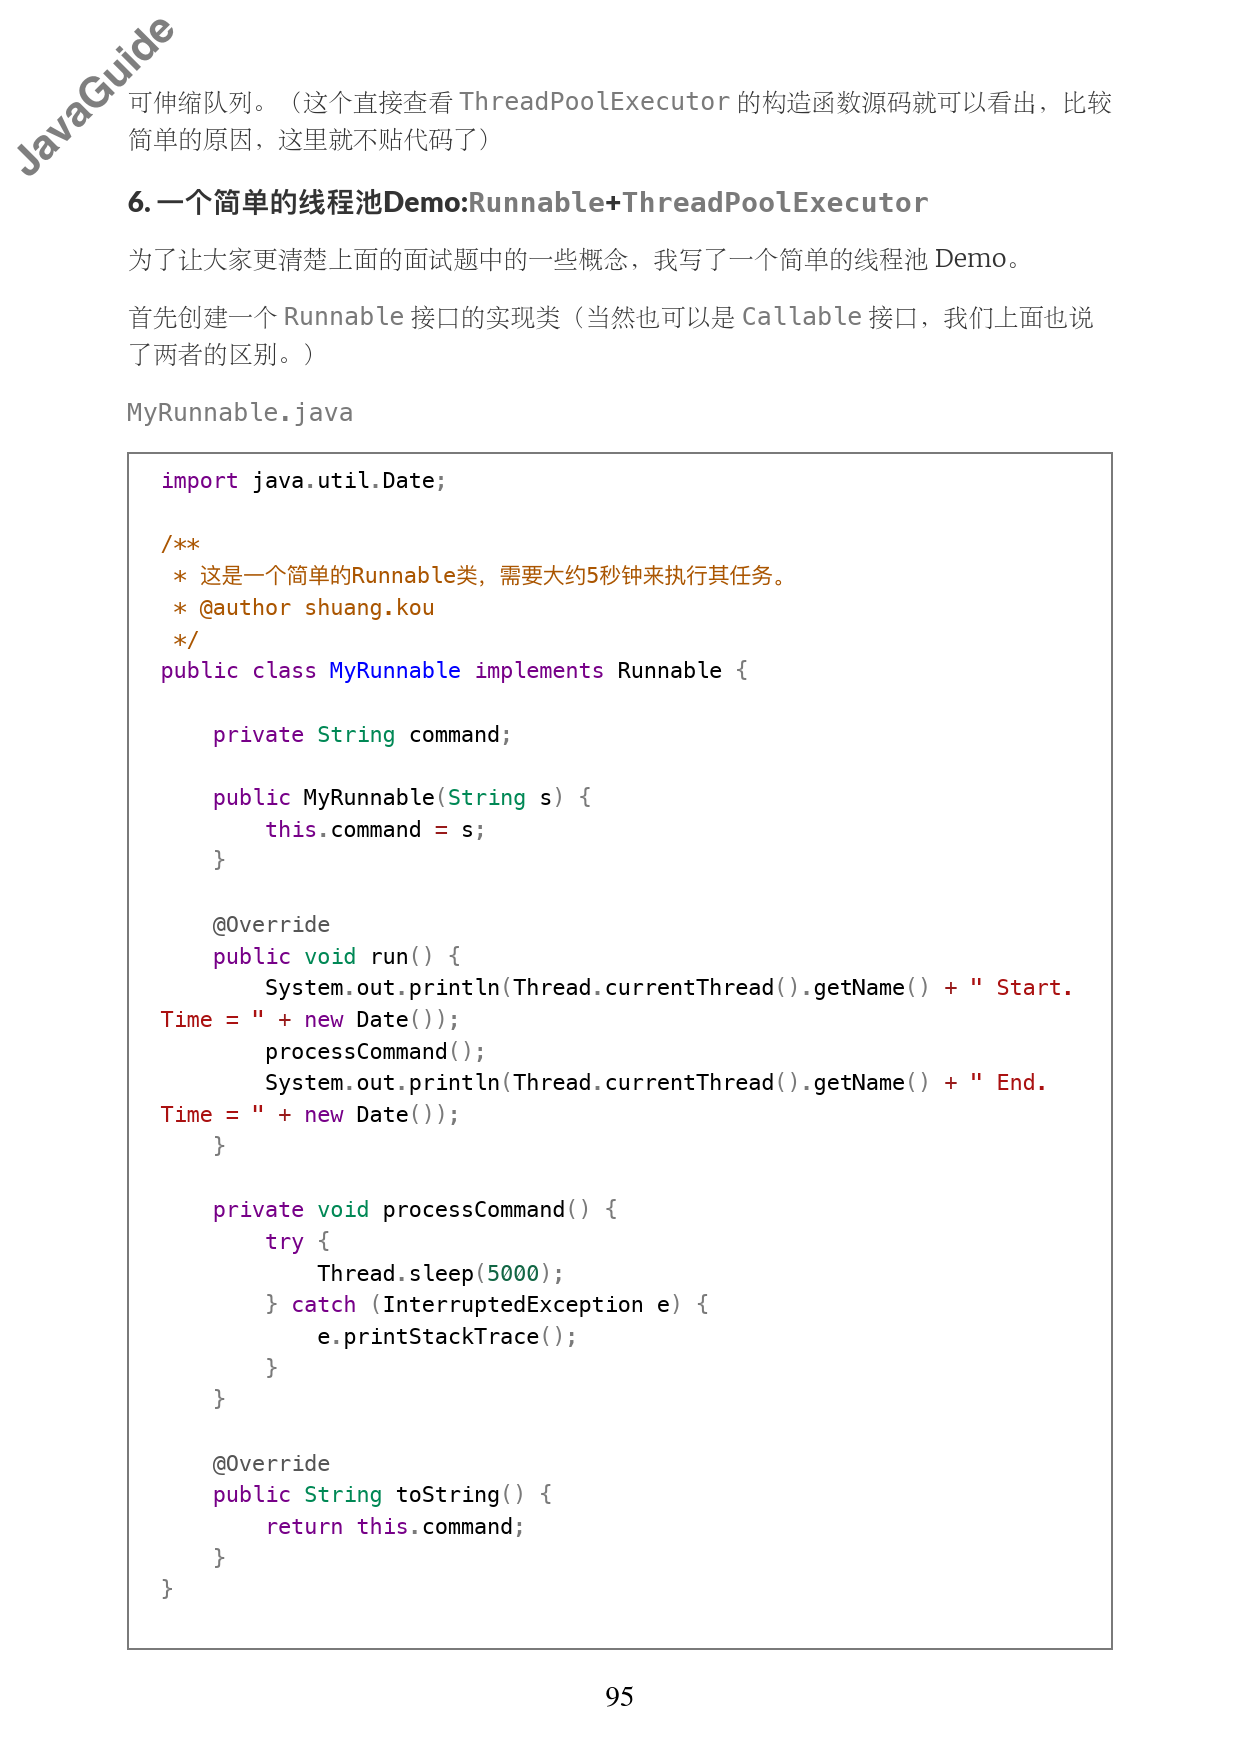 JavaGuide
可伸缩队列。（这个直接查看 ThreadPoolExecutor 的构造函数源码就可以看出，比较
简单的原因，这里就不贴代码了）
6. 一个简单的线程池Demo:Runnable+ThreadPoolExecutor
为了让大家更清楚上面的面试题中的一些概念，我写了一个简单的线程池 Demo。
首先创建一个 Runnable 接口的实现类（当然也可以是 Callable 接口，我们上面也说
了两者的区别。）
MyRunnable.java
import java.util.Date;
/**
 * 这是一个简单的Runnable类，需要大约5秒钟来执行其任务。
 * @author shuang.kou
 */
public class MyRunnable implements Runnable {
    private String command;
    public MyRunnable(String s) {
        this.command = s;
    }
    @Override
    public void run() {
        System.out.println(Thread.currentThread().getName() + " Start.
Time = " + new Date());
        processCommand();
        System.out.println(Thread.currentThread().getName() + " End.
Time = " + new Date());
    }
    private void processCommand() {
        try {
            Thread.sleep(5000);
        } catch (InterruptedException e) {
            e.printStackTrace();
        }
    }
    @Override
    public String toString() {
        return this.command;
    }
}
95